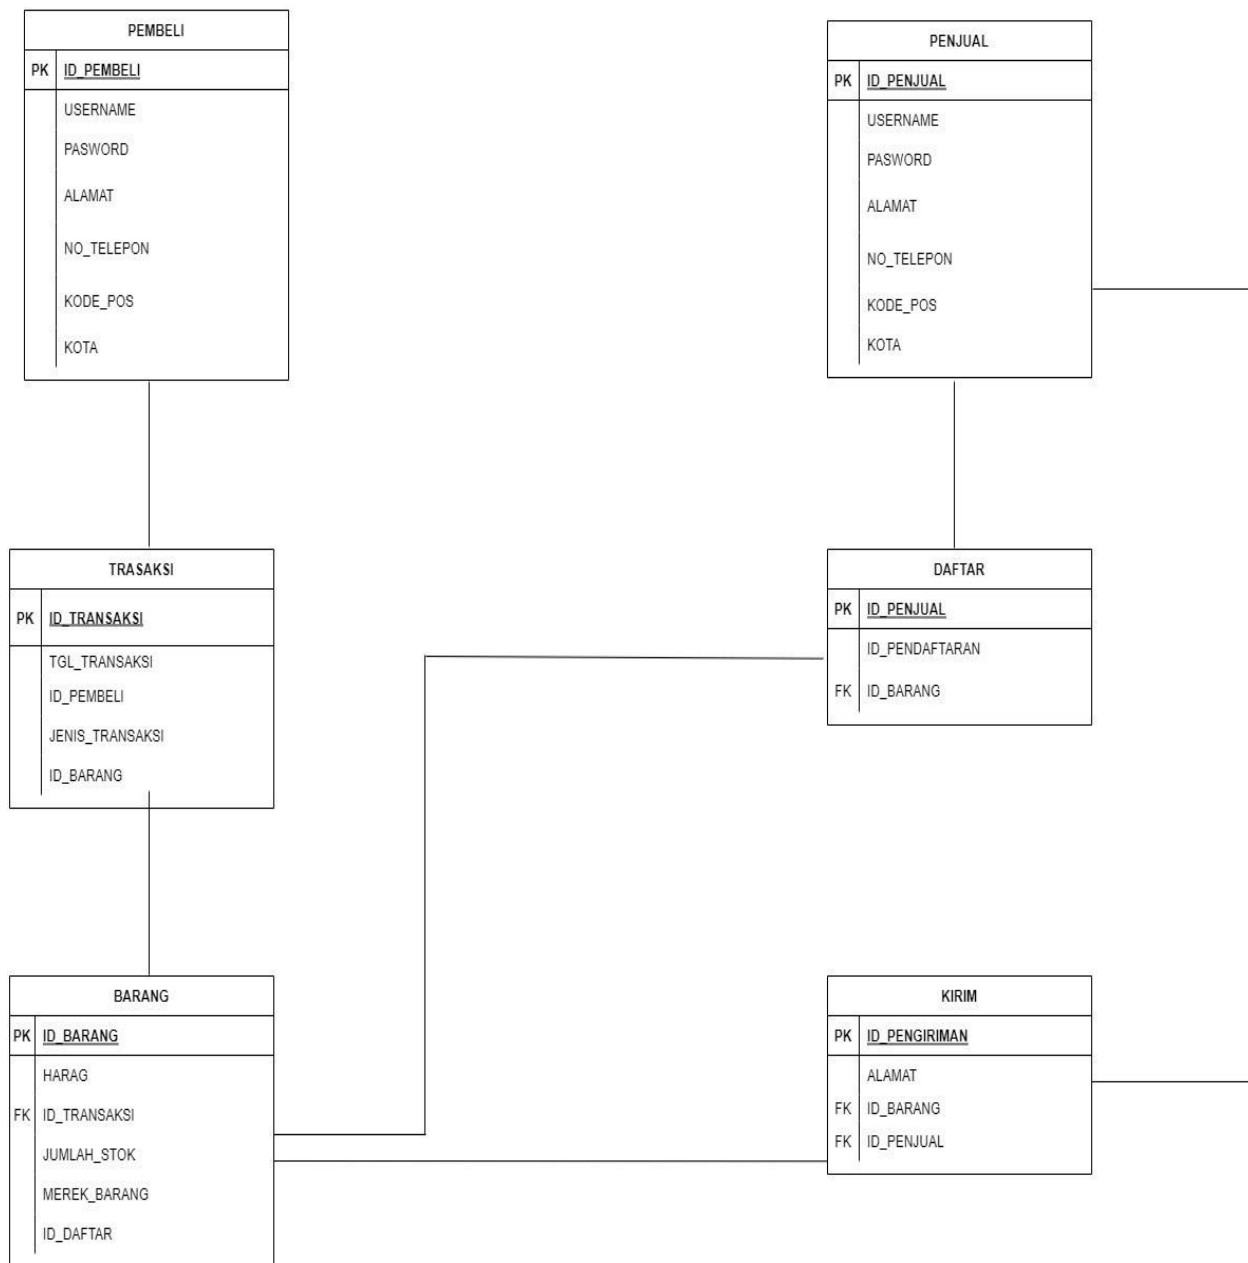 PEMBELI
PK ID_PEMBELI
USERNAME
PASWORD
ALAMAT
NO_TELEPON
KODE_POS
KOTA
PENJUAL
PK ID_PENJUAL
USERNAME
PASWORD
ALAMAT
NO_TELEPON
KODE_POS
KOTA
TRASAKSI
PK ID_TRANSAKSI
TGL_TRANSAKSI
ID_PEMBELI
JENIS_TRANSAKSI
ID_BARANG
DAFTAR
PK ID_PENJUAL
ID_PENDAFTARAN
FK ID_BARANG
BARANG
PK ID_BARANG
HARAG
FK ID_TRANSAKSI
JUMLAH_STOK
MEREK_BARANG
ID_DAFTAR
KIRIM
PK ID_PENGIRIMAN
ALAMAT
FK ID_BARANG
FK ID_PENJUAL